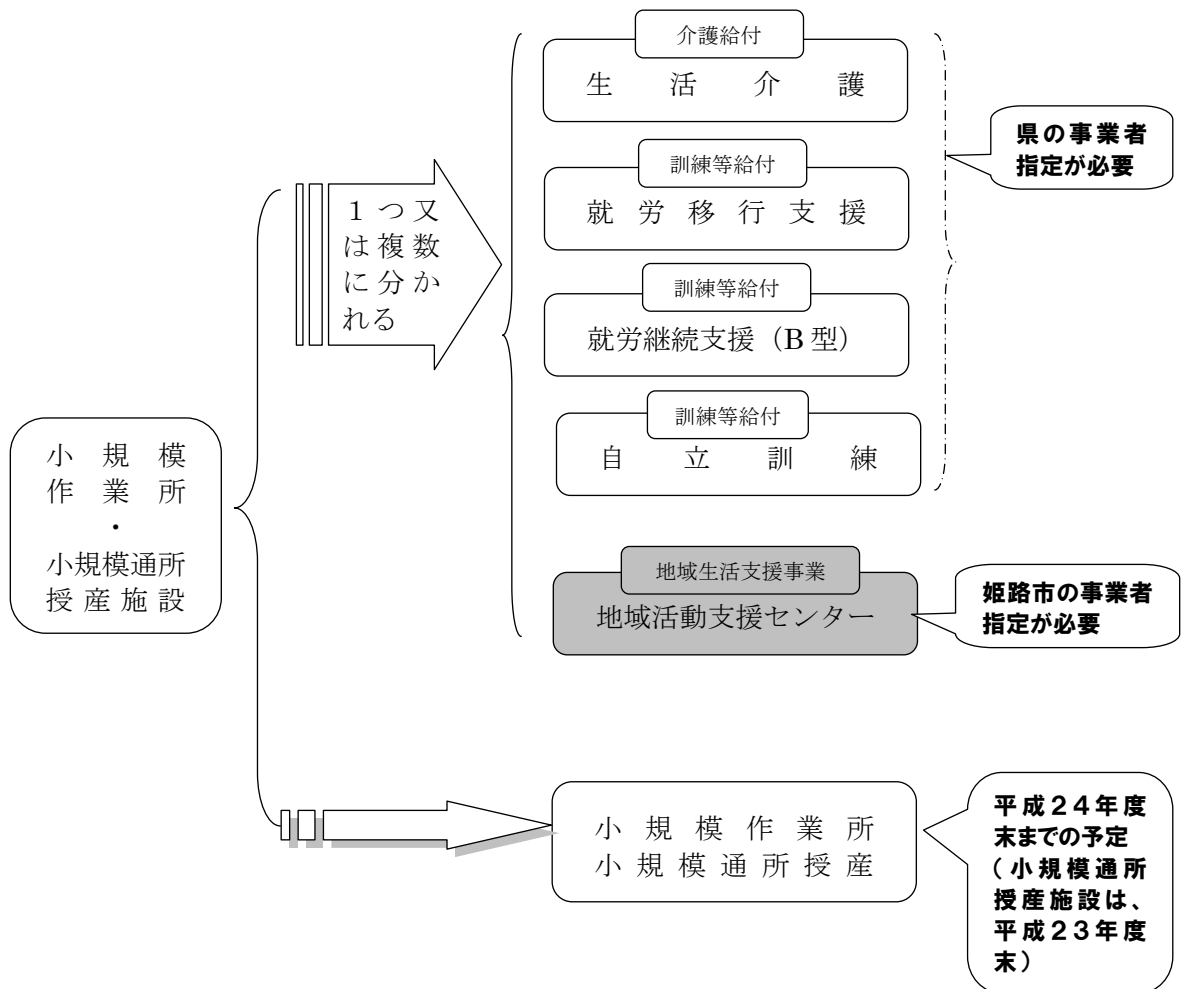 介護給付
生活介護
県の事業者
指定が必要
訓練等給付
就労移行支援
１つ又
は複数
に分か
れる
訓練等給付
就労継続支援（B型）
訓練等給付
自立訓練
小規模
作業所
・
小規模通所
授産施設
地域生活支援事業
地域活動支援センター
姫路市の事業者
指定が必要
小規模作業所
小規模通所授産
平成２４年度
末までの予定
（小規模通所
授産施設は、
平成２３年度
末）